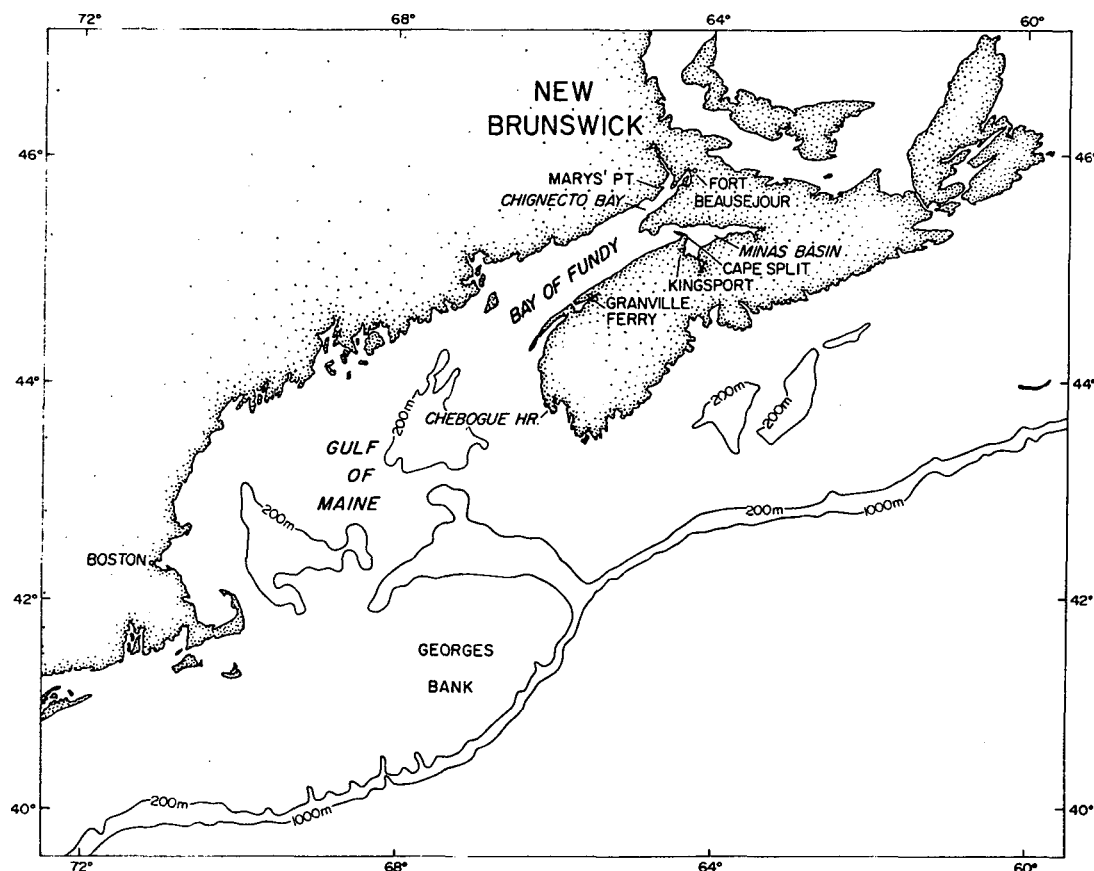 72°
68°
64°
60°
NEW
BRUNSWICK
46°
46°
MARYS' PT.
FORT
BEAUSEJOUR
CHIGNECTO BAY
MINAS BASIN
CAPE SPLIT
KINGSPORT
BAY OF FUNDY
GRANVILLE
FERRY
44°
44°
200m
200m
200m
CHEBOGUE HR.
GULF
OF
MAINE
200m
200m
1000m
BOSTON
42°
42°
GEORGES
BANK
40°
40°
200m
1000m
72°
68°
64°
60°